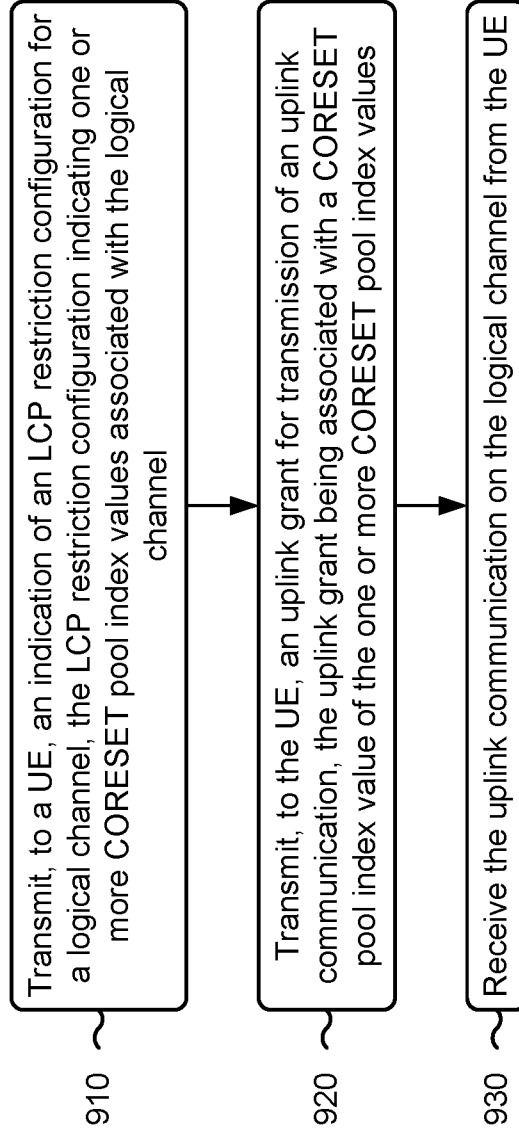 910
Transmit, to a UE, an indication of an LCP restriction configuration for
a logical channel, the LCP restriction configuration indicating one or
more CORESET pool index values associated with the logical
channel
920
Transmit, to the UE, an uplink grant for transmission of an uplink
communication, the uplink grant being associated with a CORESET
pool index value of the one or more CORESET pool index values
930
Receive the uplink communication on the logical channel from the UE